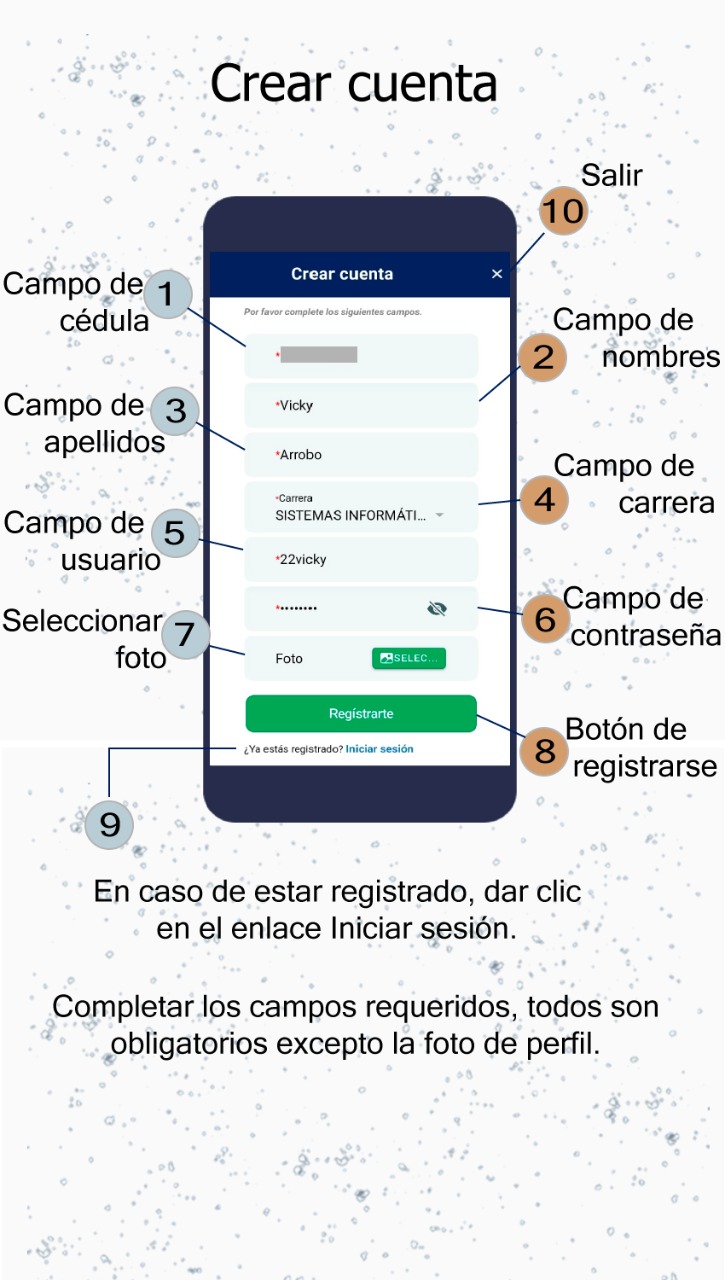 Crear cuenta
Salir
10
Crear cuenta ×
Campo de
cédula
1
Por favor complete los siguientes campos.
*
Campo de
nombres
2
*Vicky
Campo de
apellidos
3
*Arrobo
Campo de
carrera
4
*Carrera
SISTEMAS INFORMÁTI...
Campo de
usuario
5
*22vicky
Campo de
contraseña
6
*••••••••
Seleccionar
foto
7
Foto
SELEC...
Registrarte
Botón de
registrarse
8
¿Ya estás registrado? Iniciar sesión
9
En caso de estar registrado, dar clic
en el enlace Iniciar sesión.
Completar los campos requeridos, todos son
obligatorios excepto la foto de perfil.